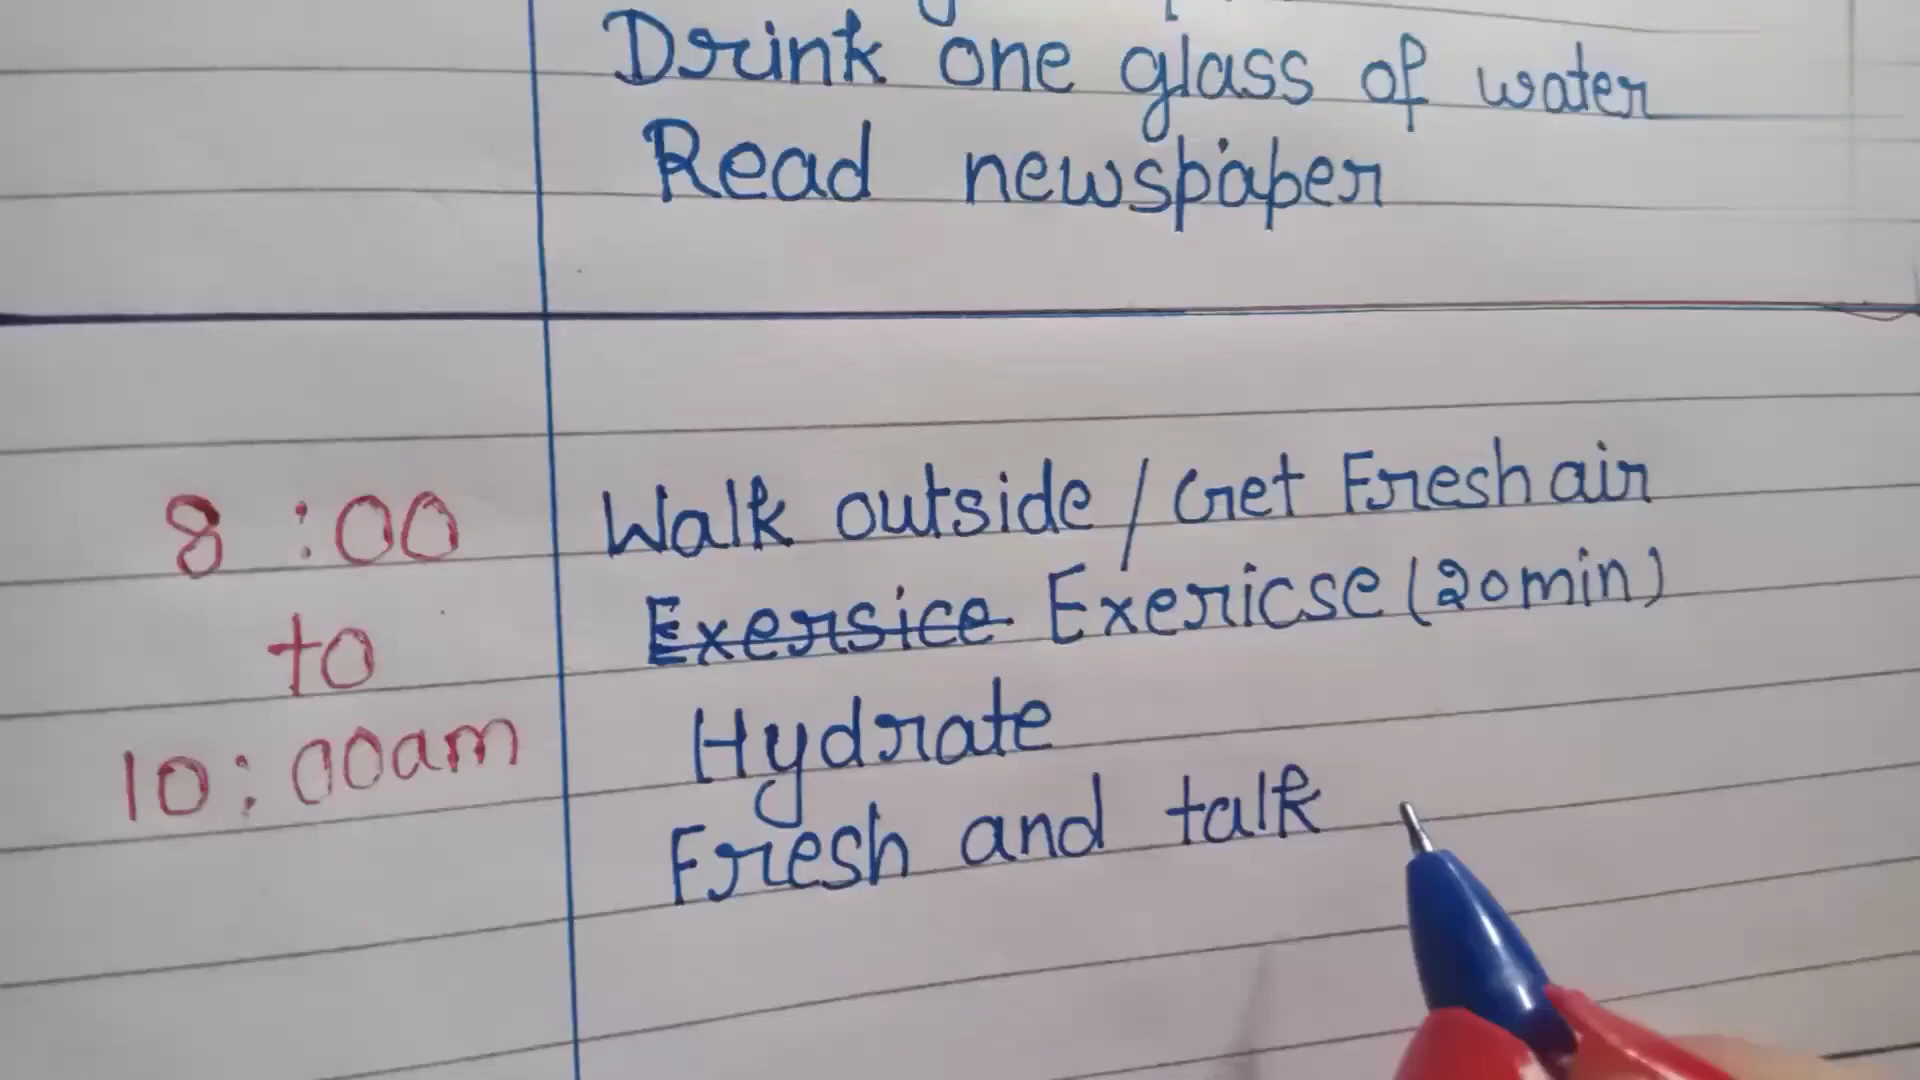 Drink one glass of water
Read newspaper
8:00
to
10:00am
Walk outside / Get Fresh air
Exersice Exericse (20min)
Hydrate
Fresh and talk